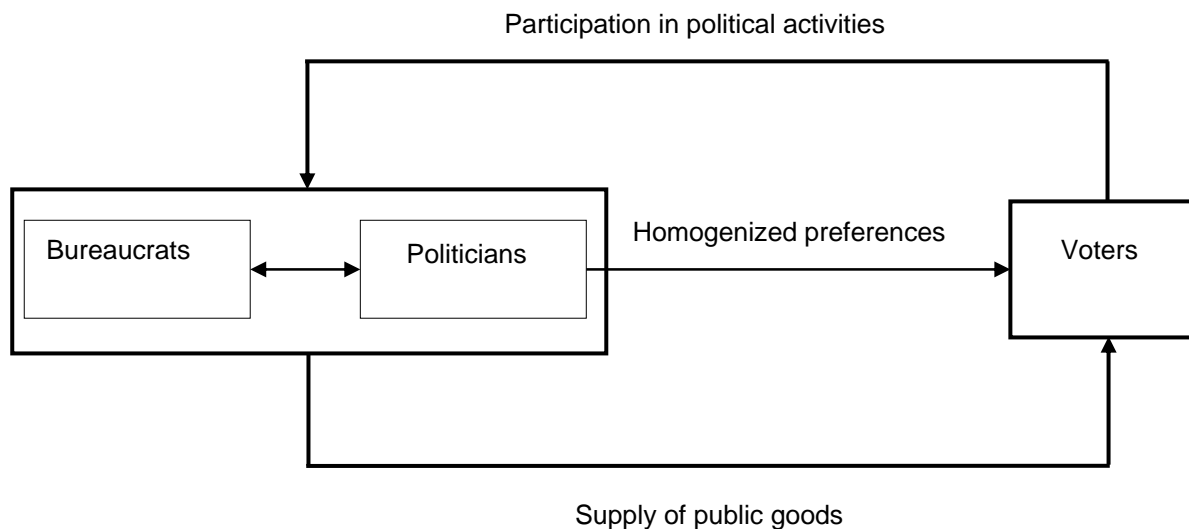 Participation in political activities
Bureaucrats
Politicians
Homogenized preferences
Voters
Supply of public goods